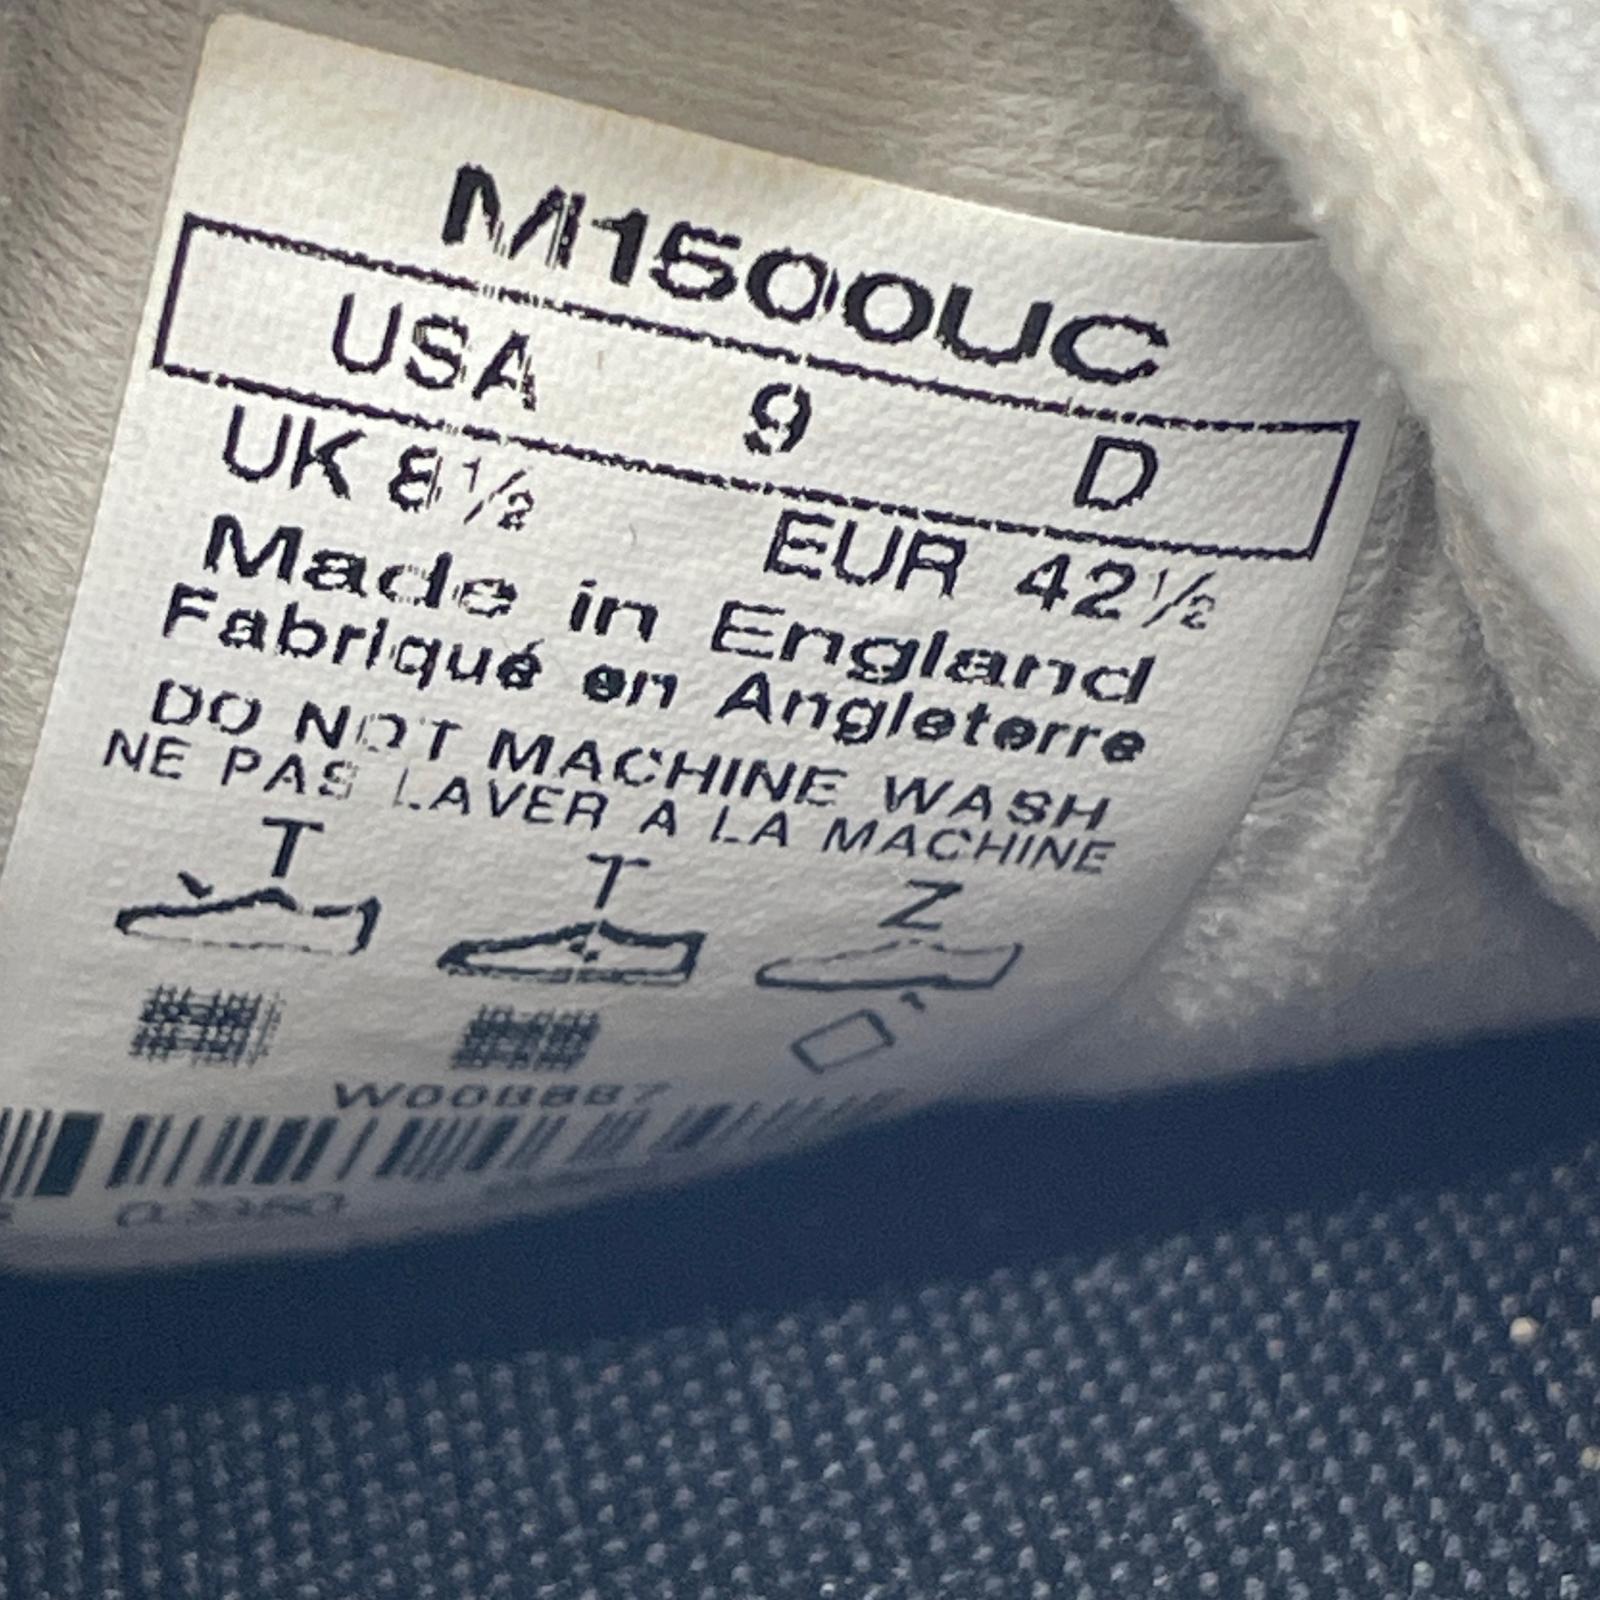 M1500UC
USA 9 D
UK 8½ EUR 42½
Made in England
Fabriqué en Angleterre
DO NOT MACHINE WASH
NE PAS LAVER A LA MACHINE
T T Z
W008887